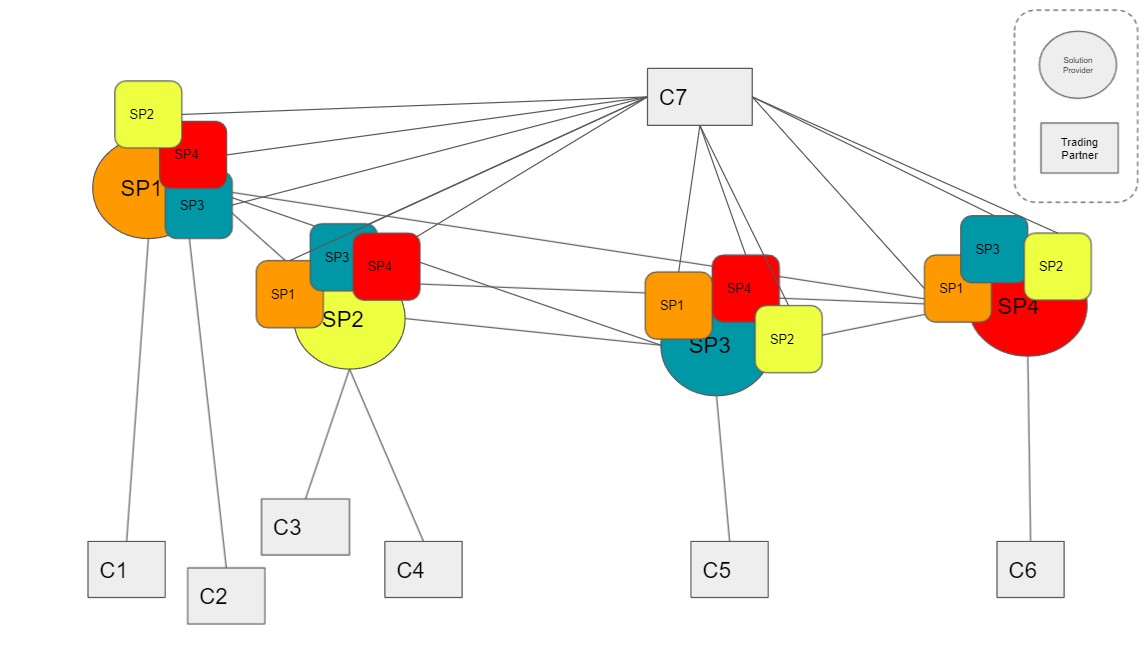 Solution
Provider
C7
Trading
Partner
SP2
SP4
SP1
SP3
SP3
SP4
SP1
SP2
SP4
SP1
SP2
SP3
SP3
SP2
SP1
SP4
C3
C1
C4
C5
C6
C2